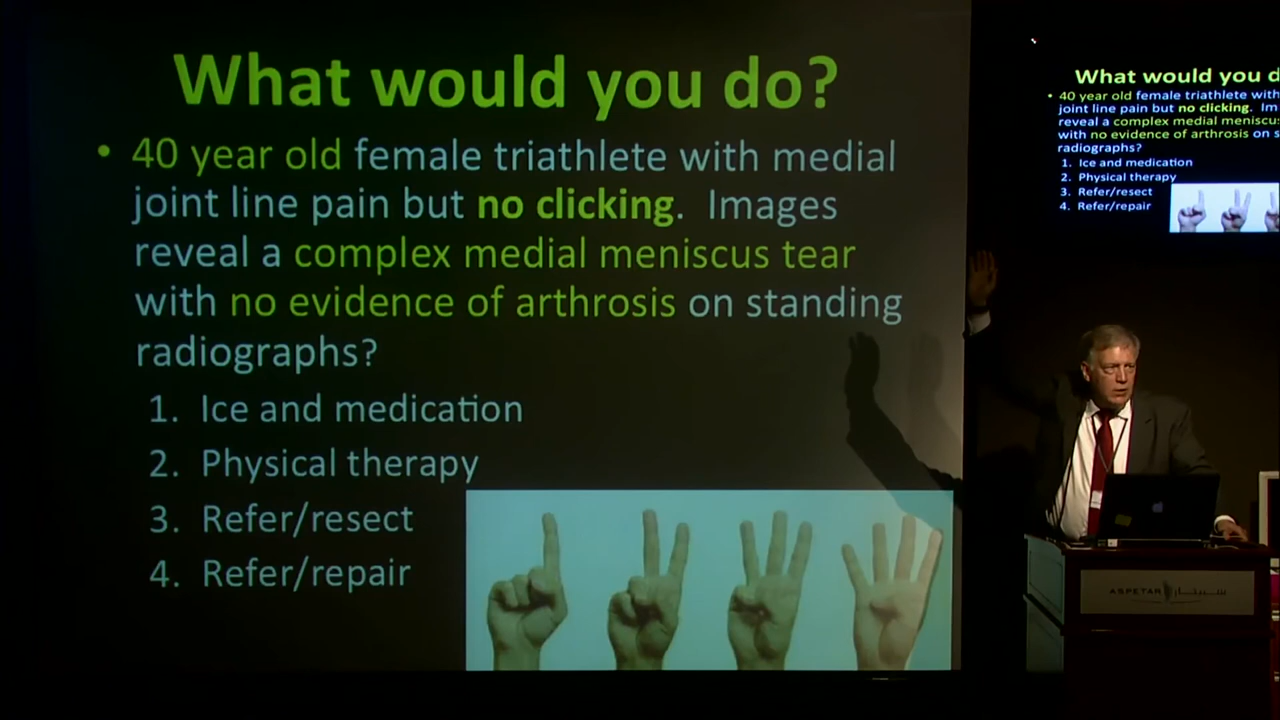 What would you do?
• 40 year old female triathlete with medial
joint line pain but no clicking. Images
reveal a complex medial meniscus tear
with no evidence of arthrosis on standing
radiographs?
1. Ice and medication
2. Physical therapy
3. Refer/resect
4. Refer/repair
What would you d
• 40 year old female triathlete with
joint line pain but no clicking. Im
reveal a complex medial meniscus
with no evidence of arthrosis on s
radiographs?
1. Ice and medication
2. Physical therapy
3. Refer/resect
4. Refer/repair
ASPETAR سبيتار